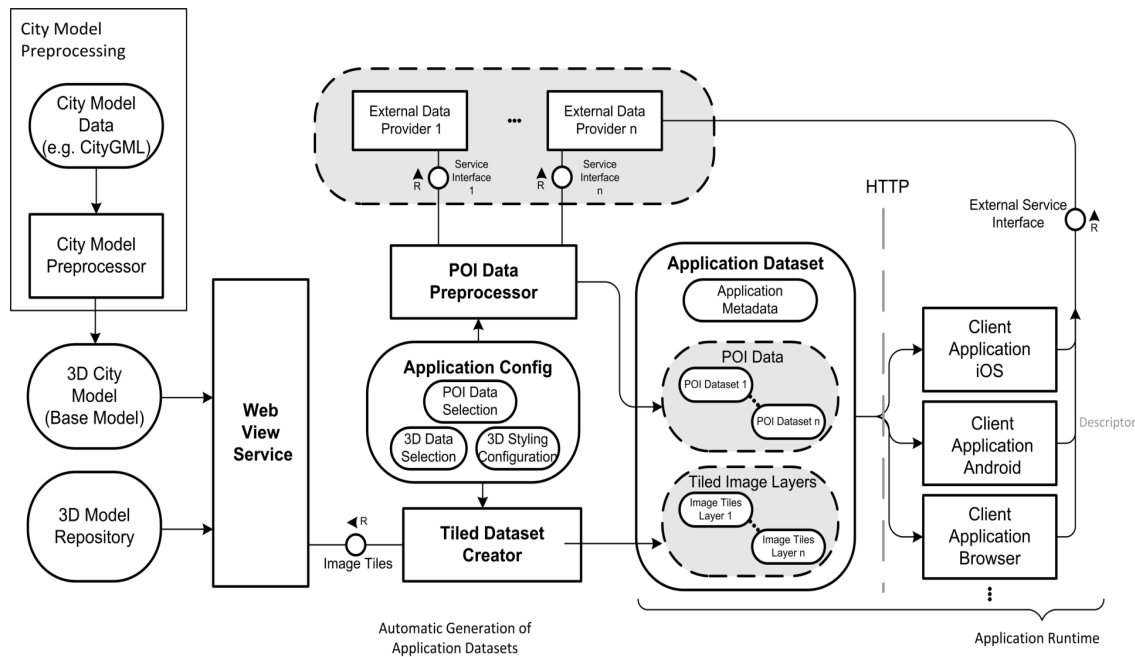 City Model
Preprocessing
City Model
Data
(e.g. CityGML)
City Model
Preprocessor
3D City
Model
(Base Model)
3D Model
Repository
Web
View
Service
External Data
Provider 1
...
External Data
Provider n
R
Service
Interface
1
R
Service
Interface
n
POI Data
Preprocessor
Application Config
POI Data
Selection
3D Data
Selection
3D Styling
Configuration
Tiled Dataset
Creator
R
Image Tiles
Automatic Generation of
Application Datasets
Application Dataset
Application
Metadata
POI Data
POI Dataset 1
POI Dataset n
Tiled Image Layers
Image Tiles
Layer 1
Image Tiles
Layer n
HTTP
External Service
Interface
R
Client
Application
iOS
Client
Application
Android
Client
Application
Browser
Descriptor
Application Runtime